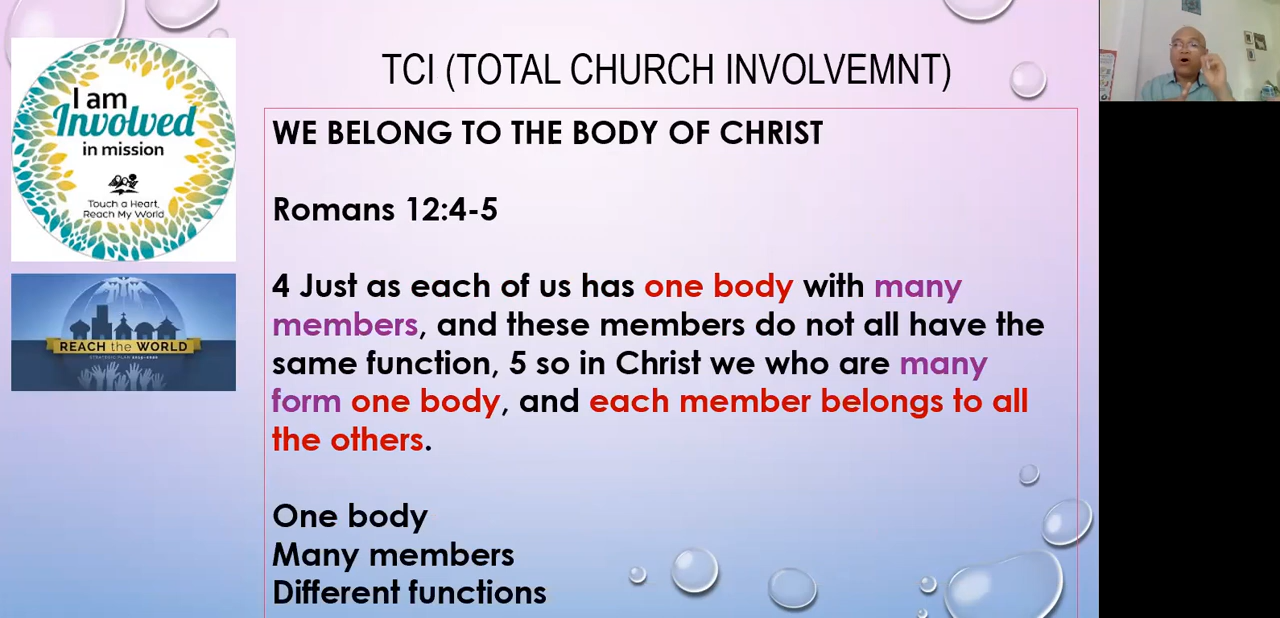 TCI (TOTAL CHURCH INVOLVEMNT)
I am
Involved
in mission
Touch a Heart,
Reach My World
REACH the WORLD
WE BELONG TO THE BODY OF CHRIST
Romans 12:4-5
4 Just as each of us has one body with many
members, and these members do not all have the
same function, 5 so in Christ we who are many
form one body, and each member belongs to all
the others.
One body
Many members
Different functions